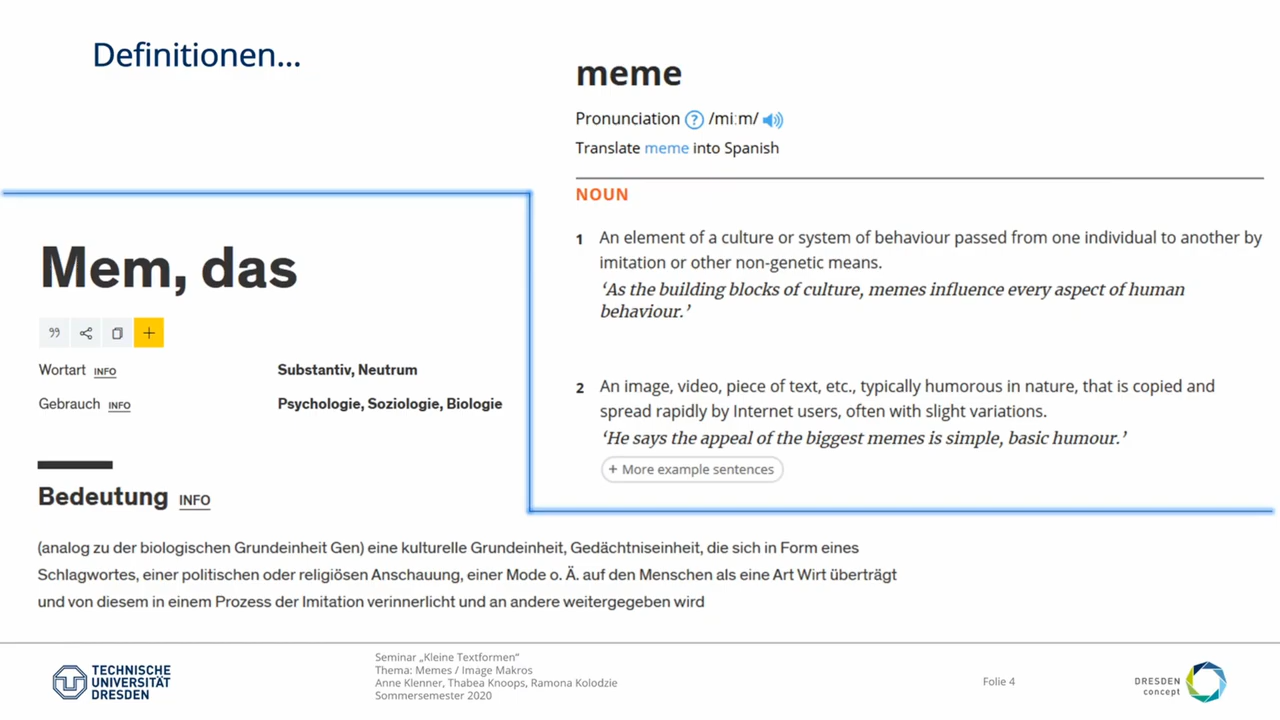 Definitionen...
meme
Pronunciation ? /miːm/
Translate meme into Spanish
NOUN
1 An element of a culture or system of behaviour passed from one individual to another by
imitation or other non-genetic means.
‘As the building blocks of culture, memes influence every aspect of human
behaviour.’
2 An image, video, piece of text, etc., typically humorous in nature, that is copied and
spread rapidly by Internet users, often with slight variations.
‘He says the appeal of the biggest memes is simple, basic humour.’
+ More example sentences
Mem, das
Wortart INFO Substantiv, Neutrum
Gebrauch INFO Psychologie, Soziologie, Biologie
Bedeutung INFO
(analog zu der biologischen Grundeinheit Gen) eine kulturelle Grundeinheit, Gedächtniseinheit, die sich in Form eines
Schlagwortes, einer politischen oder religiösen Anschauung, einer Mode o. Ä. auf den Menschen als eine Art Wirt überträgt
und von diesem in einem Prozess der Imitation verinnerlicht und an andere weitergegeben wird
TECHNISCHE
UNIVERSITÄT
DRESDEN
Seminar „Kleine Textformen“
Thema: Memes / Image Makros
Anne Klenner, Thabea Knoops, Ramona Kolodzie
Sommersemester 2020
Folie 4
DRESDEN
concept